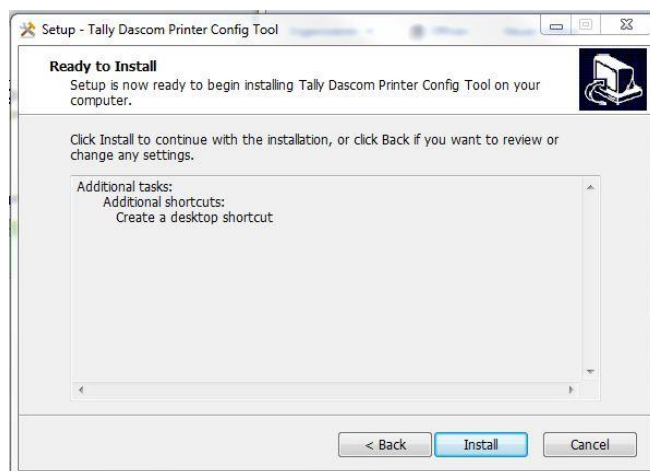 Setup - Tally Dascom Printer Config Tool
Ready to Install
Setup is now ready to begin installing Tally Dascom Printer Config Tool on your
computer.
Click Install to continue with the installation, or click Back if you want to review or
change any settings.
Additional tasks:
Additional shortcuts:
Create a desktop shortcut
< Back
Install
Cancel